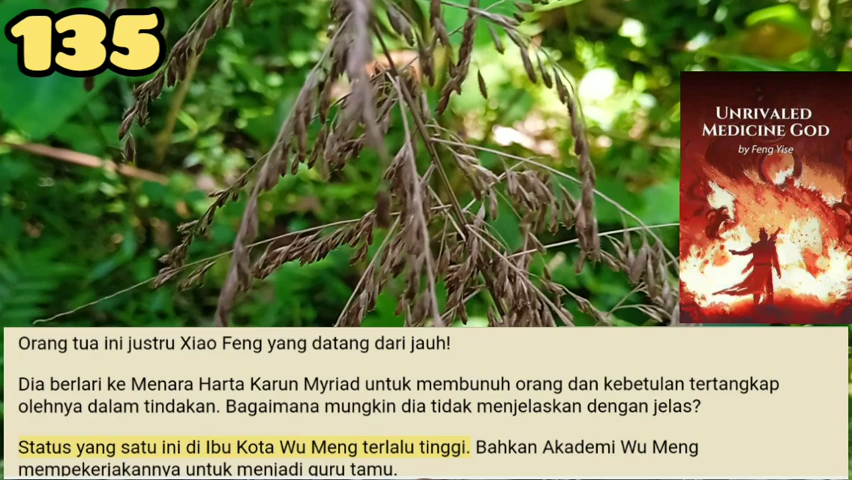 135
UNRIVALED
MEDICINE GOD
by Feng Yise
Orang tua ini justru Xiao Feng yang datang dari jauh!
Dia berlari ke Menara Harta Karun Myriad untuk membunuh orang dan kebetulan tertangkap
olehnya dalam tindakan. Bagaimana mungkin dia tidak menjelaskan dengan jelas?
Status yang satu ini di Ibu Kota Wu Meng terlalu tinggi. Bahkan Akademi Wu Meng
mempekerjakannya untuk menjadi guru tamu.